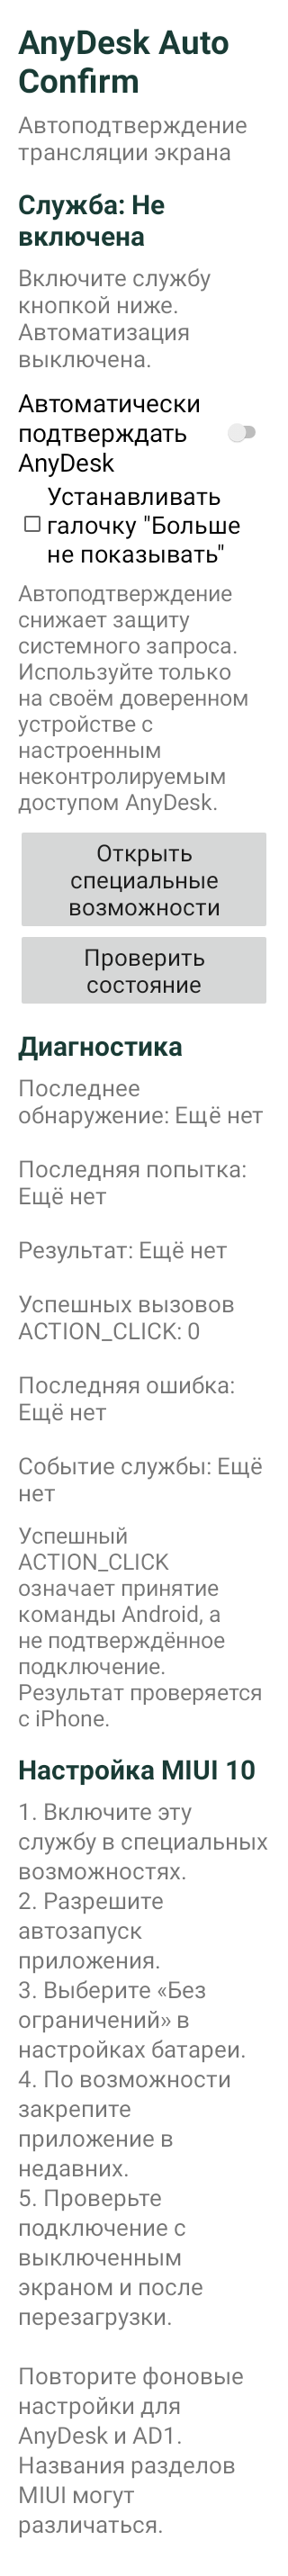 AnyDesk Auto
Confirm
Автоподтверждение
трансляции экрана
Служба: Не
включена
Включите службу
кнопкой ниже.
Автоматизация
выключена.
Автоматически
подтверждать
AnyDesk
Устанавливать
галочку "Больше
не показывать"
Автоподтверждение
снижает защиту
системного запроса.
Используйте только
на своём доверенном
устройстве с
настроенным
неконтролируемым
доступом AnyDesk.
Открыть
специальные
возможности
Проверить
состояние
Диагностика
Последнее
обнаружение: Ещё нет
Последняя попытка:
Ещё нет
Результат: Ещё нет
Успешных вызовов
ACTION_CLICK: 0
Последняя ошибка:
Ещё нет
Событие службы: Ещё
нет
Успешный
ACTION_CLICK
означает принятие
команды Android, а
не подтверждённое
подключение.
Результат проверяется
с iPhone.
Настройка MIUI 10
1. Включите эту
службу в специальных
возможностях.
2. Разрешите
автозапуск
приложения.
3. Выберите «Без
ограничений» в
настройках батареи.
4. По возможности
закрепите
приложение в
недавних.
5. Проверьте
подключение с
выключенным
экраном и после
перезагрузки.
Повторите фоновые
настройки для
AnyDesk и AD1.
Названия разделов
MIUI могут
различаться.